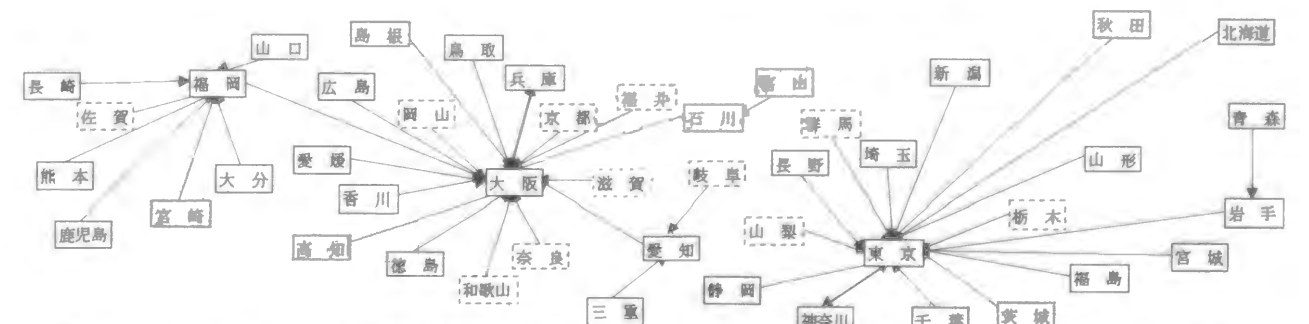 秋田
北海道
島根
鳥取
山口
新潟
兵庫
富山
長崎
福岡
広島
福井
佐賀
岡山
京都
石川
群馬
青森
埼玉
山形
愛媛
長野
熊本
大分
大阪
滋賀
岐阜
香川
宮崎
栃木
岩手
鹿児島
山梨
高知
愛知
東京
宮城
徳島
奈良
福島
和歌山
静岡
三重
神奈川
千葉
茨城